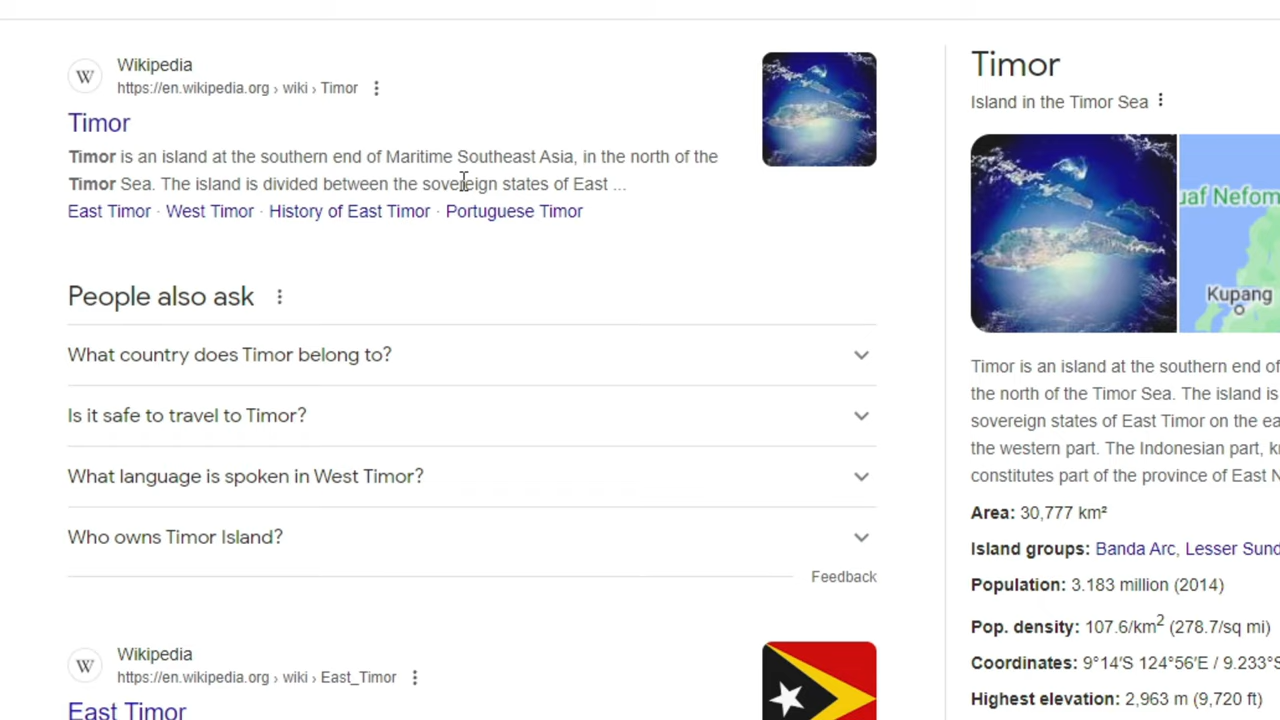 Wikipedia
https://en.wikipedia.org › wiki › Timor
Timor
Timor is an island at the southern end of Maritime Southeast Asia, in the north of the
Timor Sea. The island is divided between the sovereign states of East ...
East Timor · West Timor · History of East Timor · Portuguese Timor
People also ask
What country does Timor belong to?
Is it safe to travel to Timor?
What language is spoken in West Timor?
Who owns Timor Island?
Feedback
W
Wikipedia
https://en.wikipedia.org › wiki › East_Timor
East Timor
Timor
Island in the Timor Sea
Kupang
Timor is an island at the southern end of
the north of the Timor Sea. The island is
sovereign states of East Timor on the ea
the western part. The Indonesian part, k
constitutes part of the province of East N
Area: 30,777 km²
Island groups: Banda Arc, Lesser Sund
Population: 3.183 million (2014)
Pop. density: 107.6/km² (278.7/sq mi)
Coordinates: 9°14′S 124°56′E / 9.233°S
Highest elevation: 2,963 m (9,720 ft)